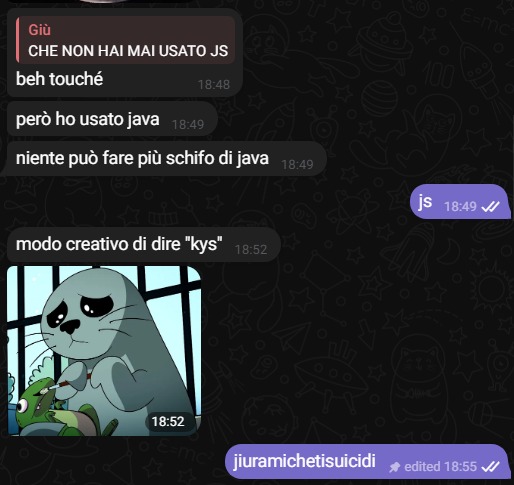 Giù
CHE NON HAI MAI USATO JS
beh touché 18:48
però ho usato java 18:49
niente può fare più schifo di java 18:49
js 18:49
modo creativo di dire "kys" 18:52
18:52
jiuramichetisuicidi edited 18:55